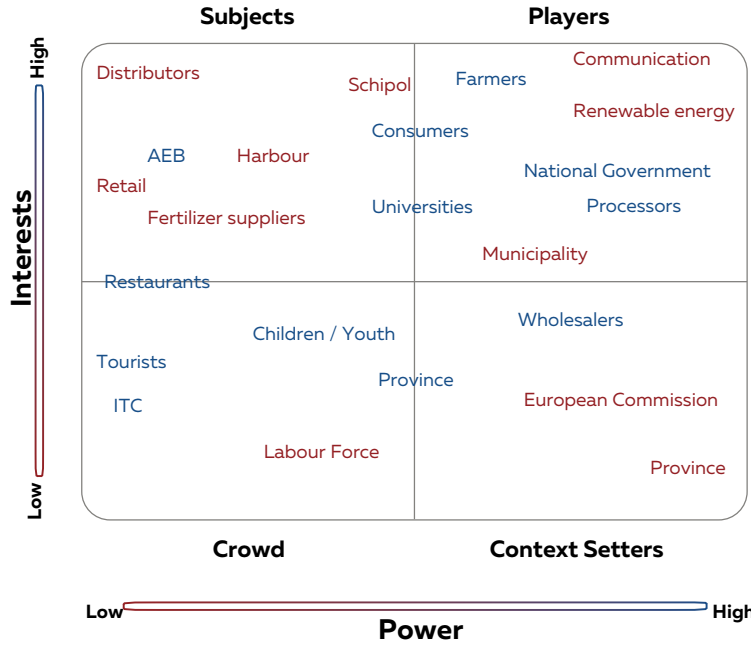 Subjects
Players
High
Distributors
Schipol
Farmers
Communication
Renewable energy
Consumers
AEB
Harbour
National Government
Retail
Fertilizer suppliers
Universities
Processors
Interests
Municipality
Restaurants
Children / Youth
Wholesalers
Tourists
Province
ITC
European Commission
Labour Force
Province
Low
Crowd
Context Setters
Low
High
Power